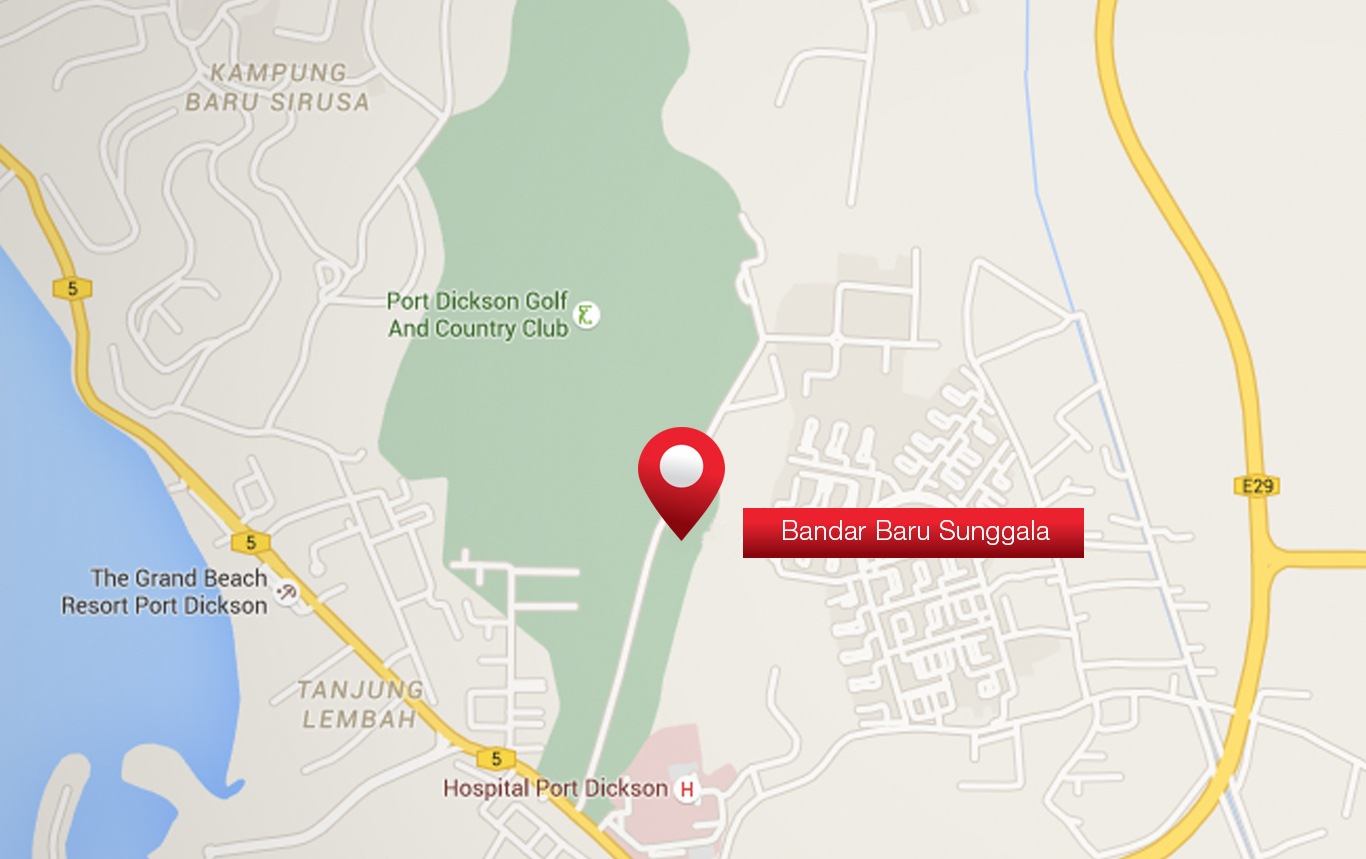 KAMPUNG
BARU SIRUSA
5
Port Dickson Golf
And Country Club
E29
Bandar Baru Sunggala
5
The Grand Beach
Resort Port Dickson
TANJUNG
LEMBAH
5
Hospital Port Dickson
H